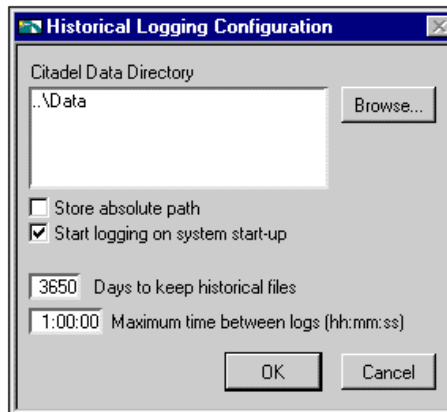 Historical Logging Configuration
Citadel Data Directory
..\Data
Browse...
Store absolute path
Start logging on system start-up
3650 Days to keep historical files
1:00:00 Maximum time between logs (hh:mm:ss)
OK Cancel